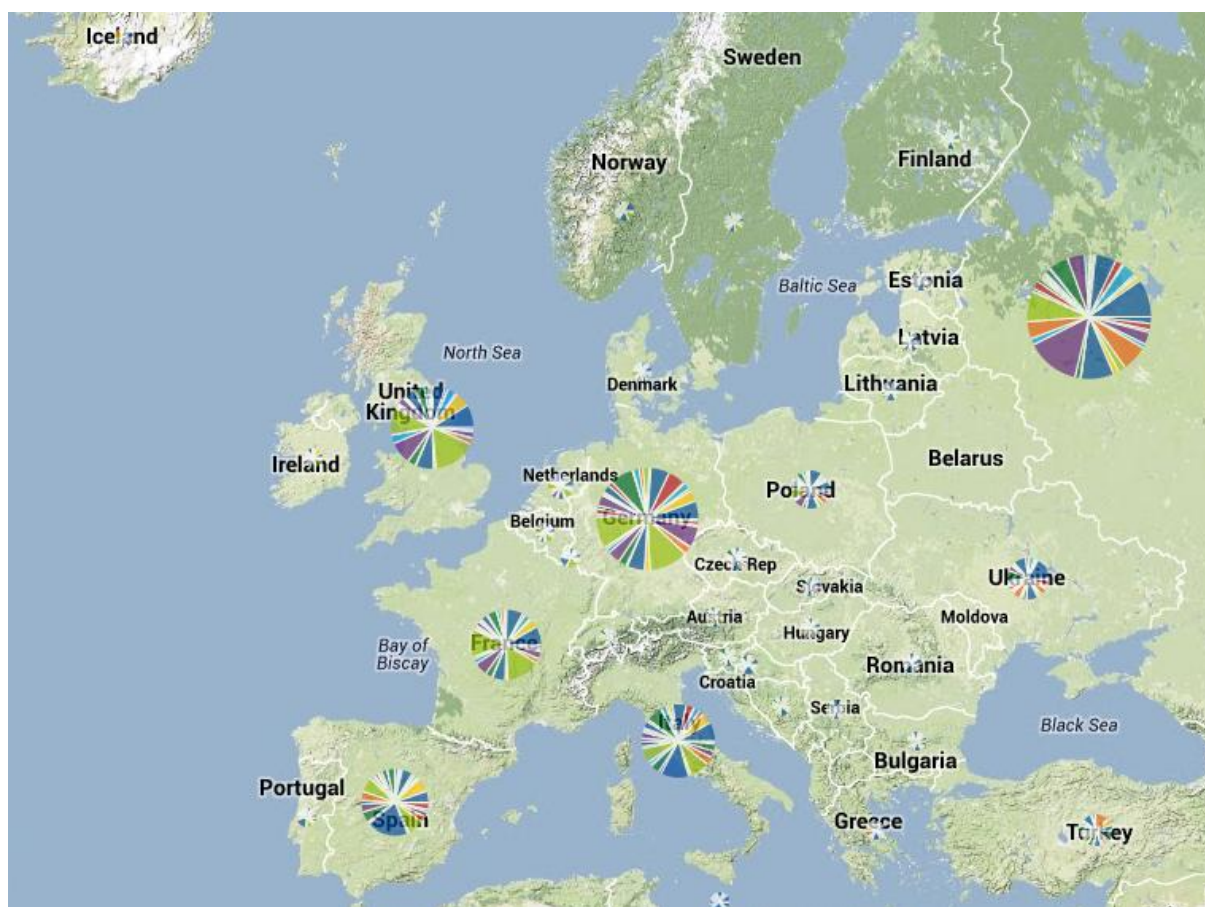 Iceland
Sweden
Norway
Finland
Estonia
Baltic Sea
Latvia
North Sea
Denmark
Lithuania
United
Kingdom
Ireland
Belarus
Netherlands
Poland
Belgium
Germany
Czech Rep
Ukraine
Slovakia
Austria
Moldova
Hungary
France
Bay of
Biscay
Romania
Croatia
Serbia
Italy
Black Sea
Bulgaria
Portugal
Spain
Greece
Turkey